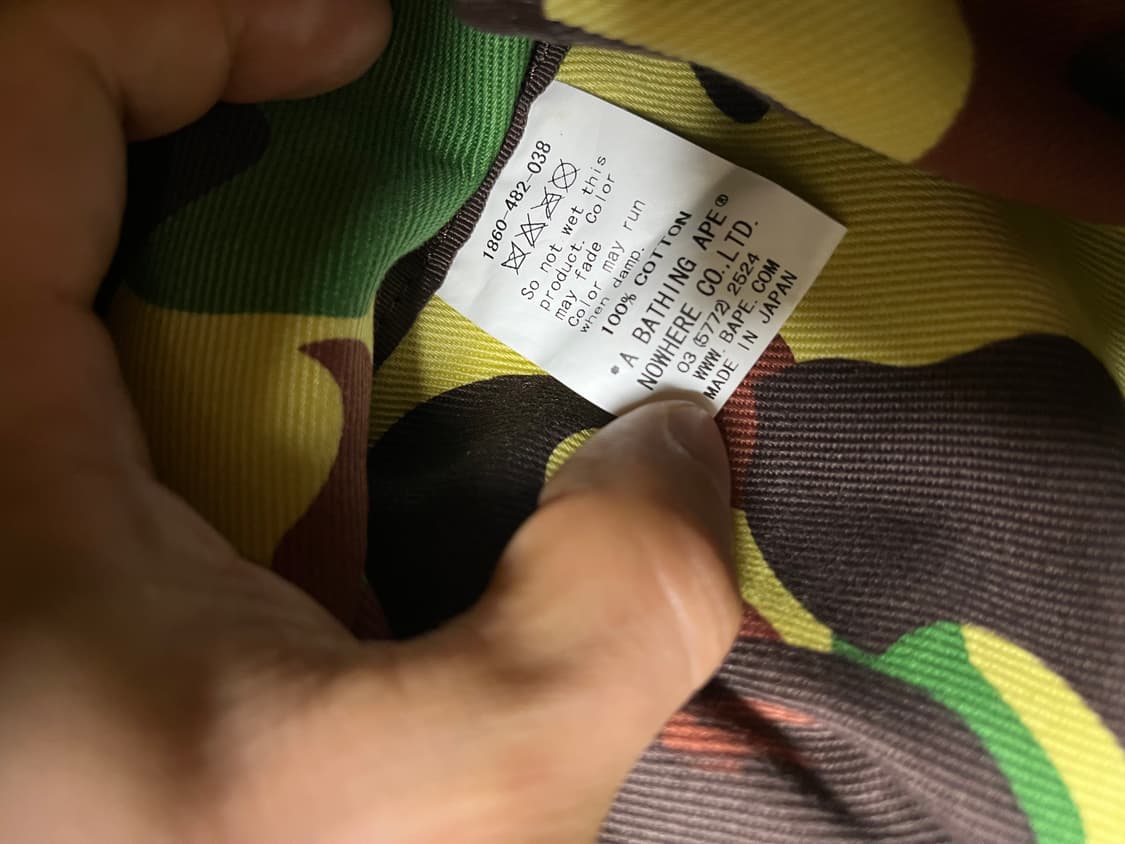 1860-482-038
So not wet this
product. Color
may fade Color
Color may run
when damp.
100% COTTON
A BATHING APE®
NOWHERE CO.,LTD.
03 (5772) 2524
WWW. BAPE. COM
MADE IN JAPAN